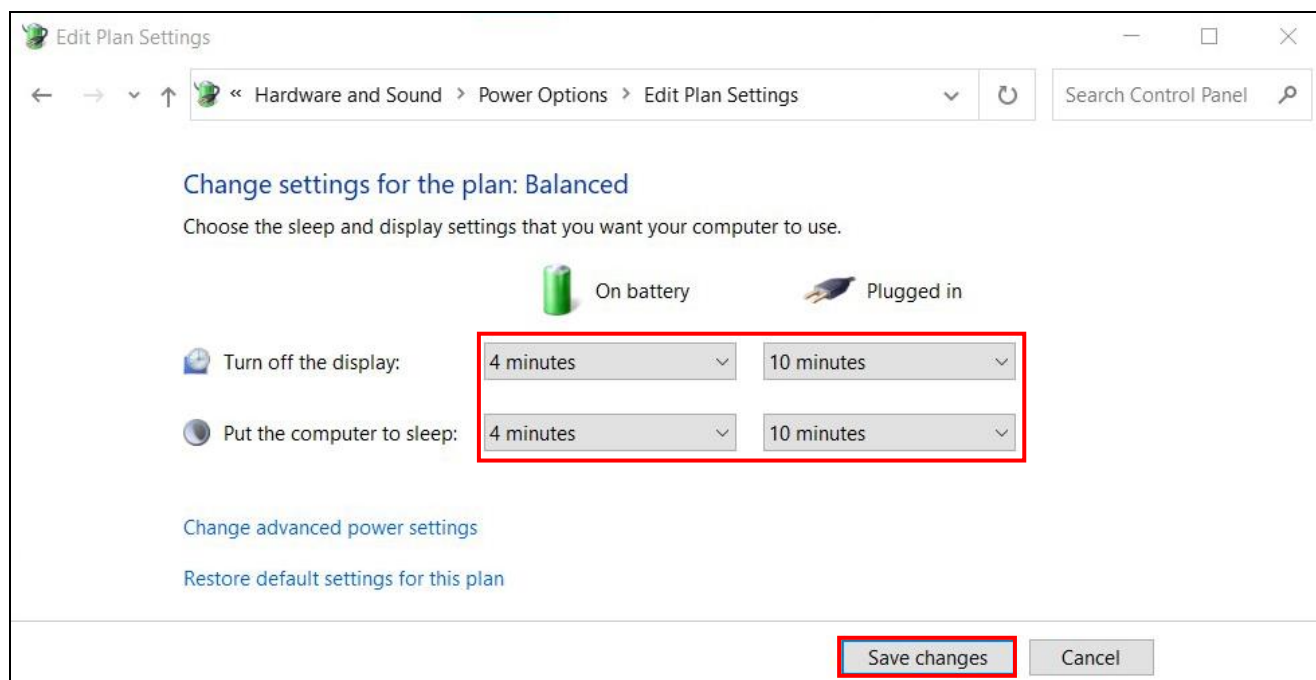 Edit Plan Settings
« Hardware and Sound > Power Options > Edit Plan Settings Search Control Panel
Change settings for the plan: Balanced
Choose the sleep and display settings that you want your computer to use.
On battery Plugged in
Turn off the display: 4 minutes 10 minutes
Put the computer to sleep: 4 minutes 10 minutes
Change advanced power settings
Restore default settings for this plan
Save changes Cancel